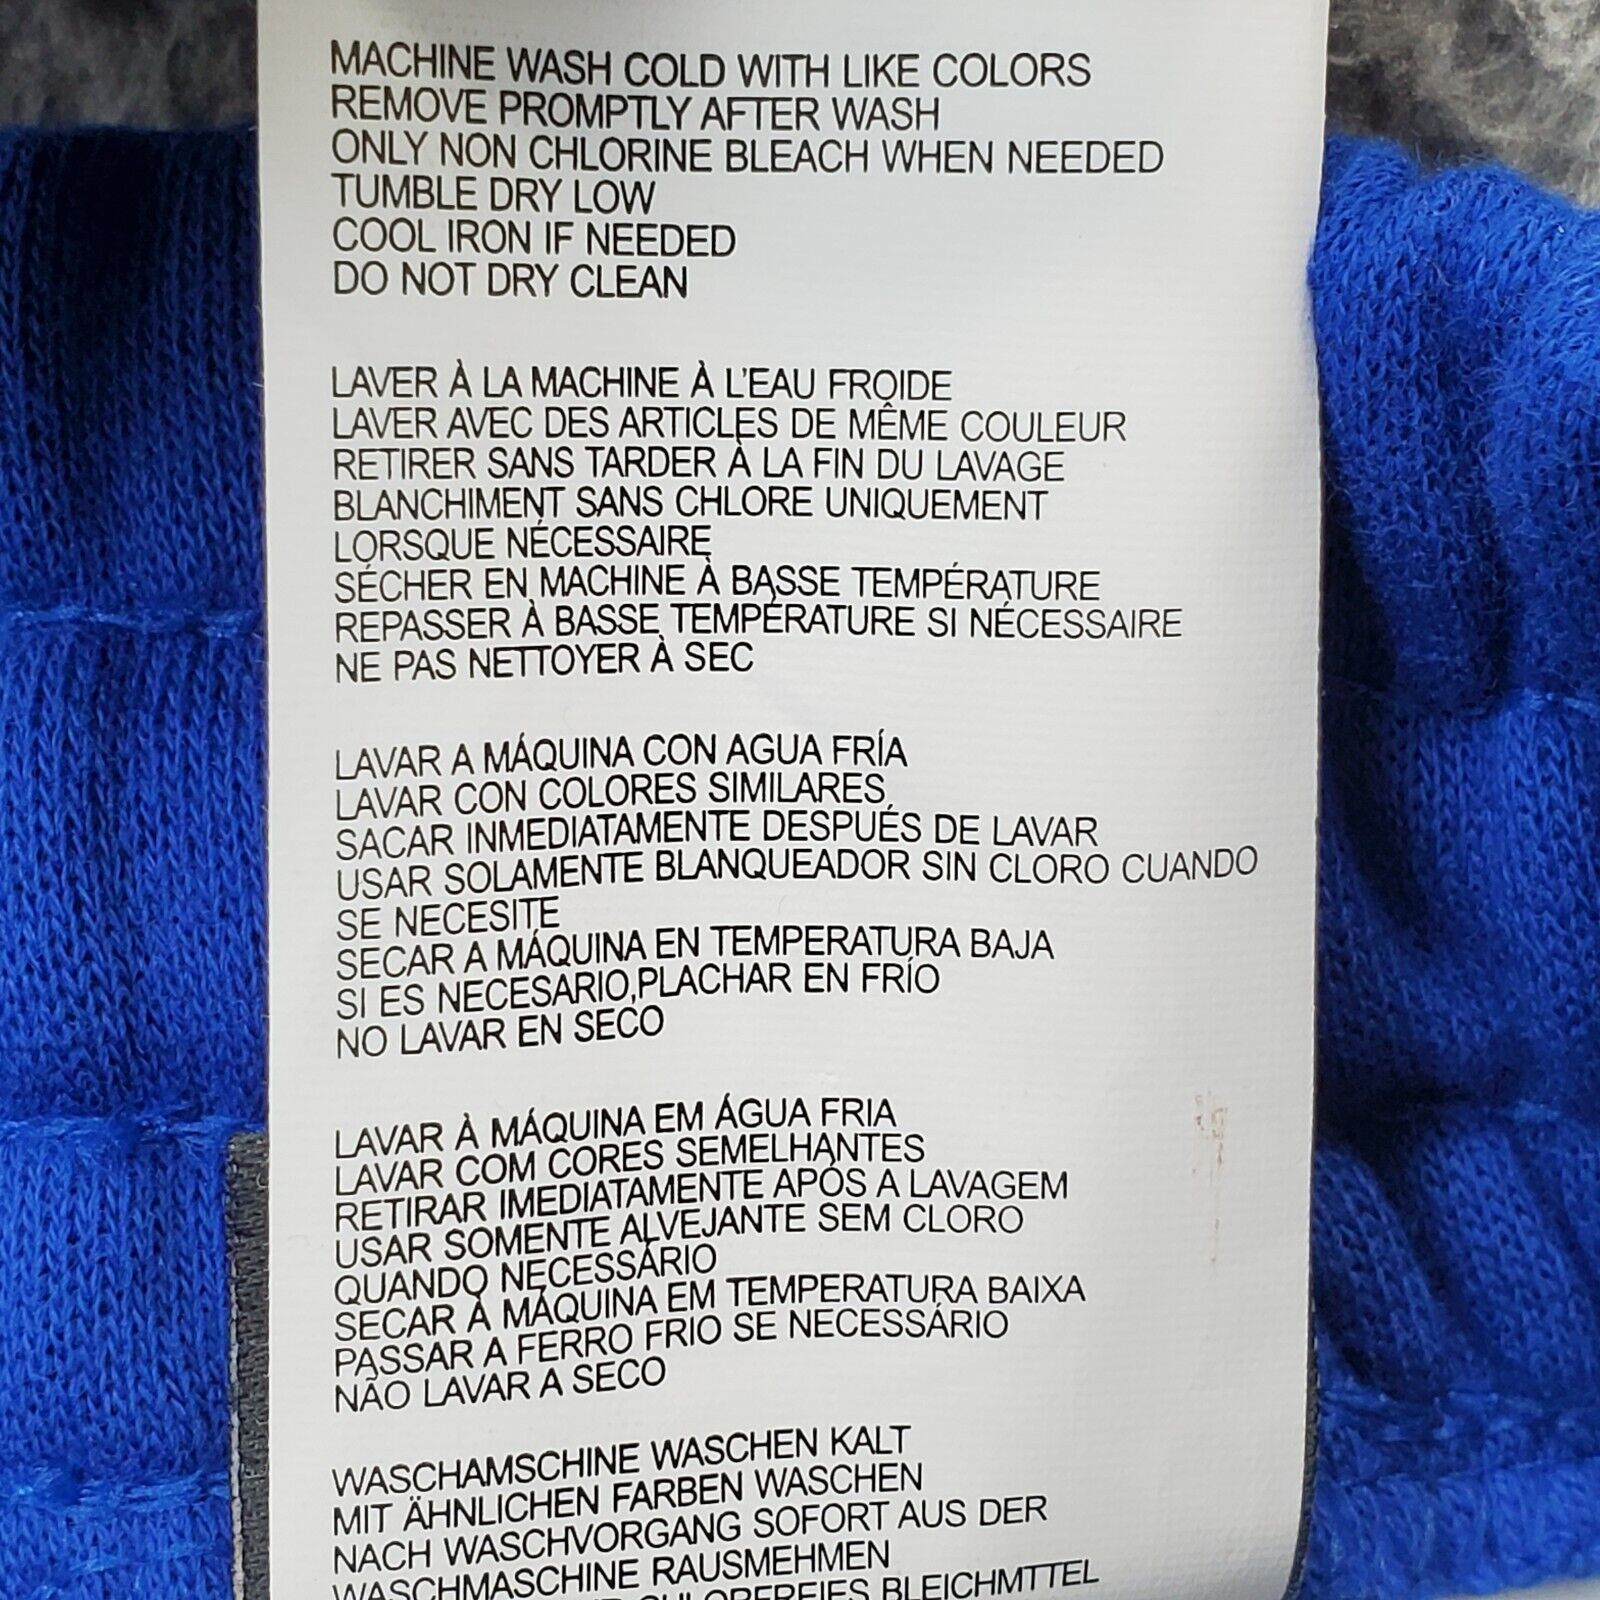 MACHINE WASH COLD WITH LIKE COLORS
REMOVE PROMPTLY AFTER WASH
ONLY NON CHLORINE BLEACH WHEN NEEDED
TUMBLE DRY LOW
COOL IRON IF NEEDED
DO NOT DRY CLEAN
LAVER À LA MACHINE À L'EAU FROIDE
LAVER AVEC DES ARTICLES DE MÊME COULEUR
RETIRER SANS TARDER À LA FIN DU LAVAGE
BLANCHIMENT SANS CHLORE UNIQUEMENT
LORSQUE NÉCESSAIRE
SÉCHER EN MACHINE À BASSE TEMPÉRATURE
REPASSER À BASSE TEMPÉRATURE SI NÉCESSAIRE
NE PAS NETTOYER À SEC
LAVAR A MÁQUINA CON AGUA FRÍA
LAVAR CON COLORES SIMILARES
SACAR INMEDIATAMENTE DESPUÉS DE LAVAR
USAR SOLAMENTE BLANQUEADOR SIN CLORO CUANDO
SE NECESITE
SECAR A MÁQUINA EN TEMPERATURA BAJA
SI ES NECESARIO,PLACHAR EN FRÍO
NO LAVAR EN SECO
LAVAR À MÁQUINA EM ÁGUA FRIA
LAVAR COM CORES SEMELHANTES
RETIRAR IMEDIATAMENTE APÓS A LAVAGEM
USAR SOMENTE ALVEJANTE SEM CLORO
QUANDO NECESSÁRIO
SECAR À MÁQUINA EM TEMPERATURA BAIXA
PASSAR A FERRO FRIO SE NECESSÁRIO
NÃO LAVAR A SECO
WASCHAMSCHINE WASCHEN KALT
MIT ÄHNLICHEN FARBEN WASCHEN
NACH WASCHVORGANG SOFORT AUS DER
WASCHMASCHINE RAUSMEHMEN
CHLORFREIES BLEICHMTTEL